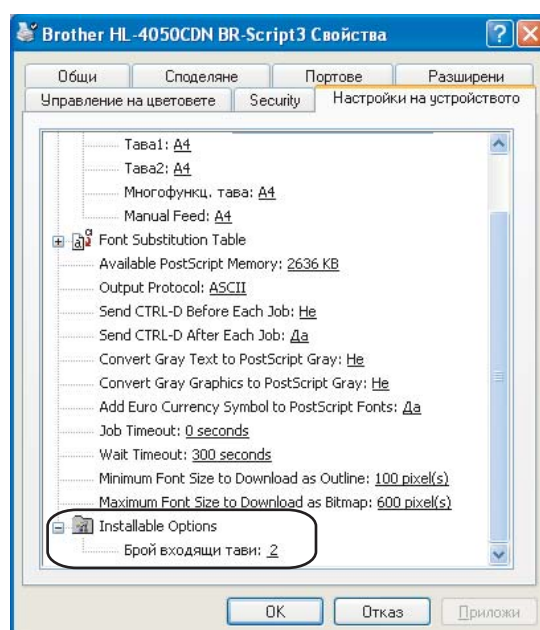 Brother HL-4050CDN BR-Script3 Свойства
Общи Споделяне Портове Разширени
Управление на цветовете Security Настройки на устройството
Тава1: A4
Тава2: A4
Многофункц. тава: A4
Manual Feed: A4
Font Substitution Table
Available PostScript Memory: 2636 KB
Output Protocol: ASCII
Send CTRL-D Before Each Job: Не
Send CTRL-D After Each Job: Да
Convert Gray Text to PostScript Gray: Не
Convert Gray Graphics to PostScript Gray: Не
Add Euro Currency Symbol to PostScript Fonts: Да
Job Timeout: 0 seconds
Wait Timeout: 300 seconds
Minimum Font Size to Download as Outline: 100 pixel(s)
Maximum Font Size to Download as Bitmap: 600 pixel(s)
Installable Options
Брой входящи тави: 2
OK Отказ Приложи